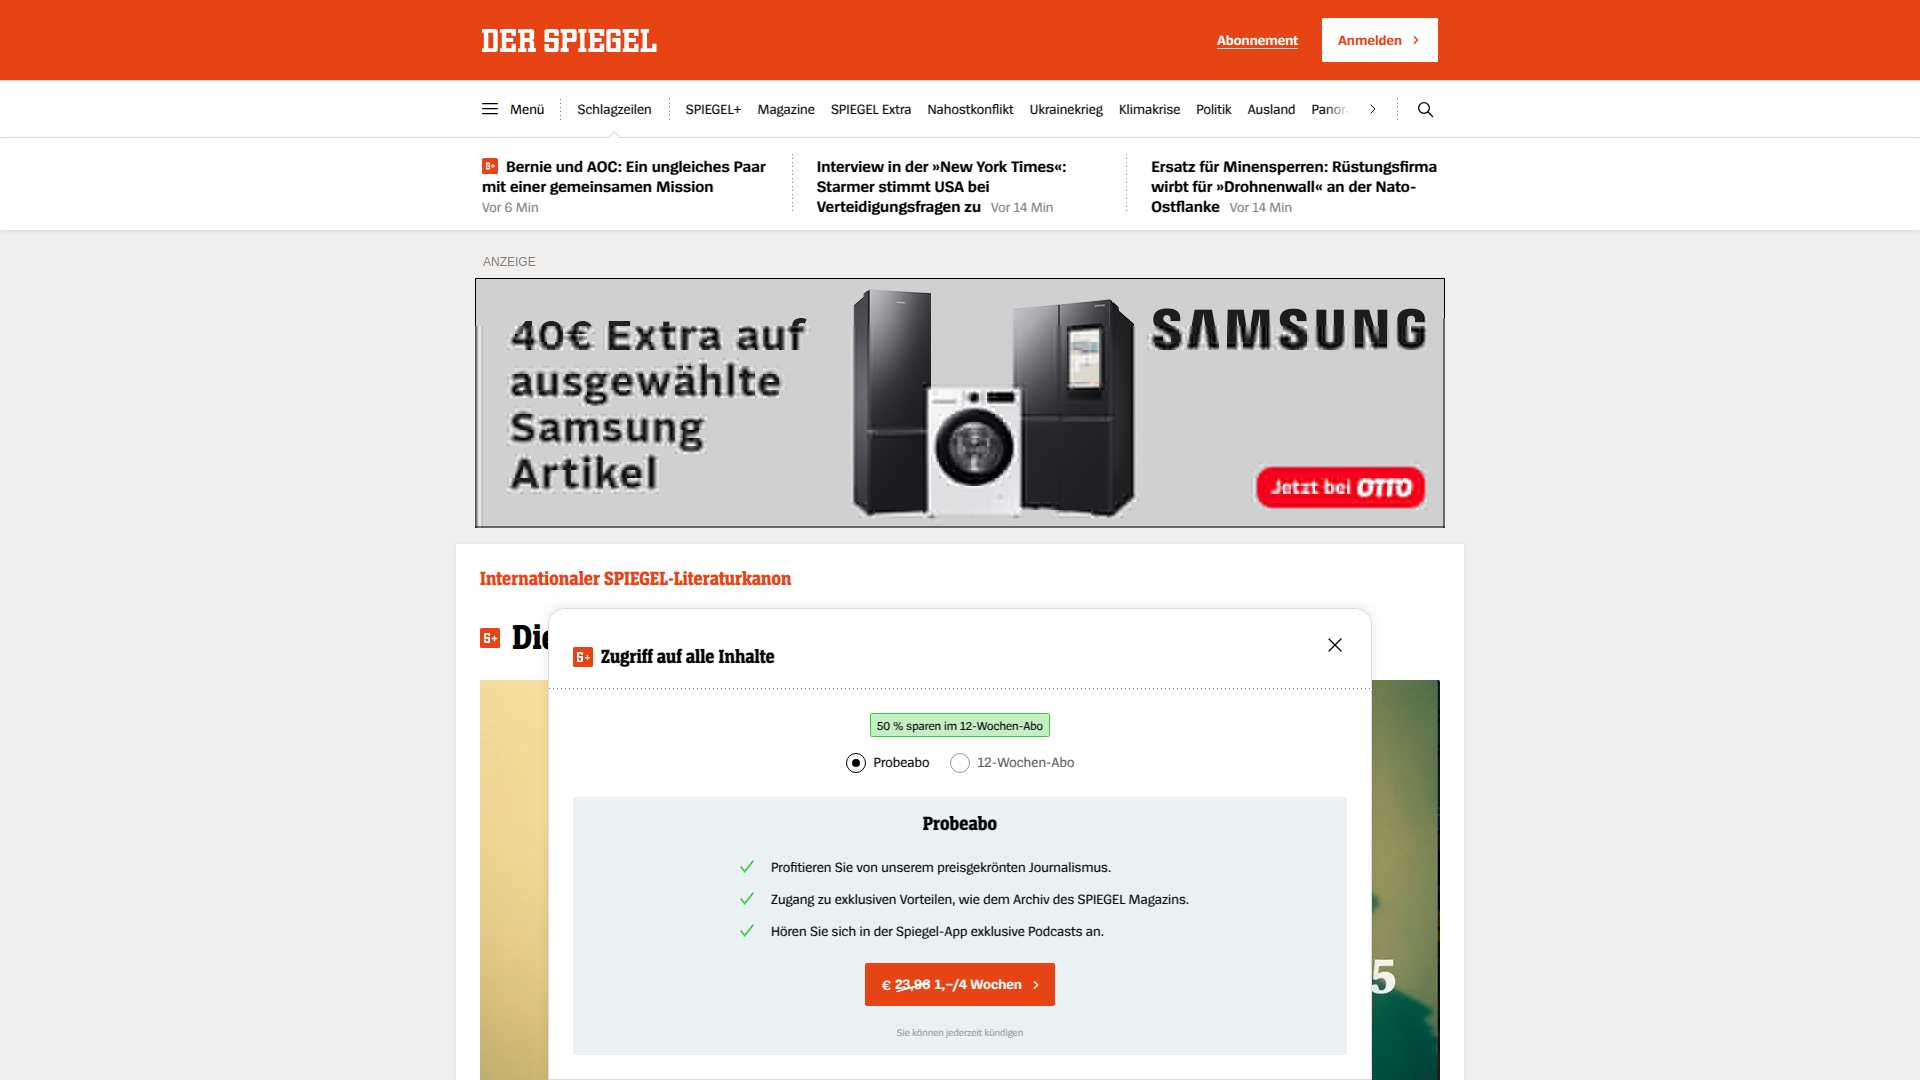 DER SPIEGEL
Abonnement
Anmelden
Menü
Schlagzeilen
SPIEGEL+
Magazine
SPIEGEL Extra
Nahostkonflikt
Ukrainekrieg
Klimakrise
Politik
Ausland
Bernie und AOC: Ein ungleiches Paar
mit einer gemeinsamen Mission
Vor 6 Min
Interview in der »New York Times«:
Starmer stimmt USA bei
Verteidigungsfragen zu Vor 14 Min
Ersatz für Minensperren: Rüstungsfirma
wirbt für »Drohnenwall« an der Nato-
Ostflanke Vor 14 Min
ANZEIGE
40€ Extra auf
ausgewählte
Samsung
Artikel
SAMSUNG
Jetzt bei OTTO
Internationaler SPIEGEL-Literaturkanon
Die
Zugriff auf alle Inhalte
50 % sparen im 12-Wochen-Abo
Probeabo
12-Wochen-Abo
Probeabo
Profitieren Sie von unserem preisgekrönten Journalismus.
Zugang zu exklusiven Vorteilen, wie dem Archiv des SPIEGEL Magazins.
Hören Sie sich in der Spiegel-App exklusive Podcasts an.
5
€ 23,96 1,–/4 Wochen
Sie können jederzeit kündigen